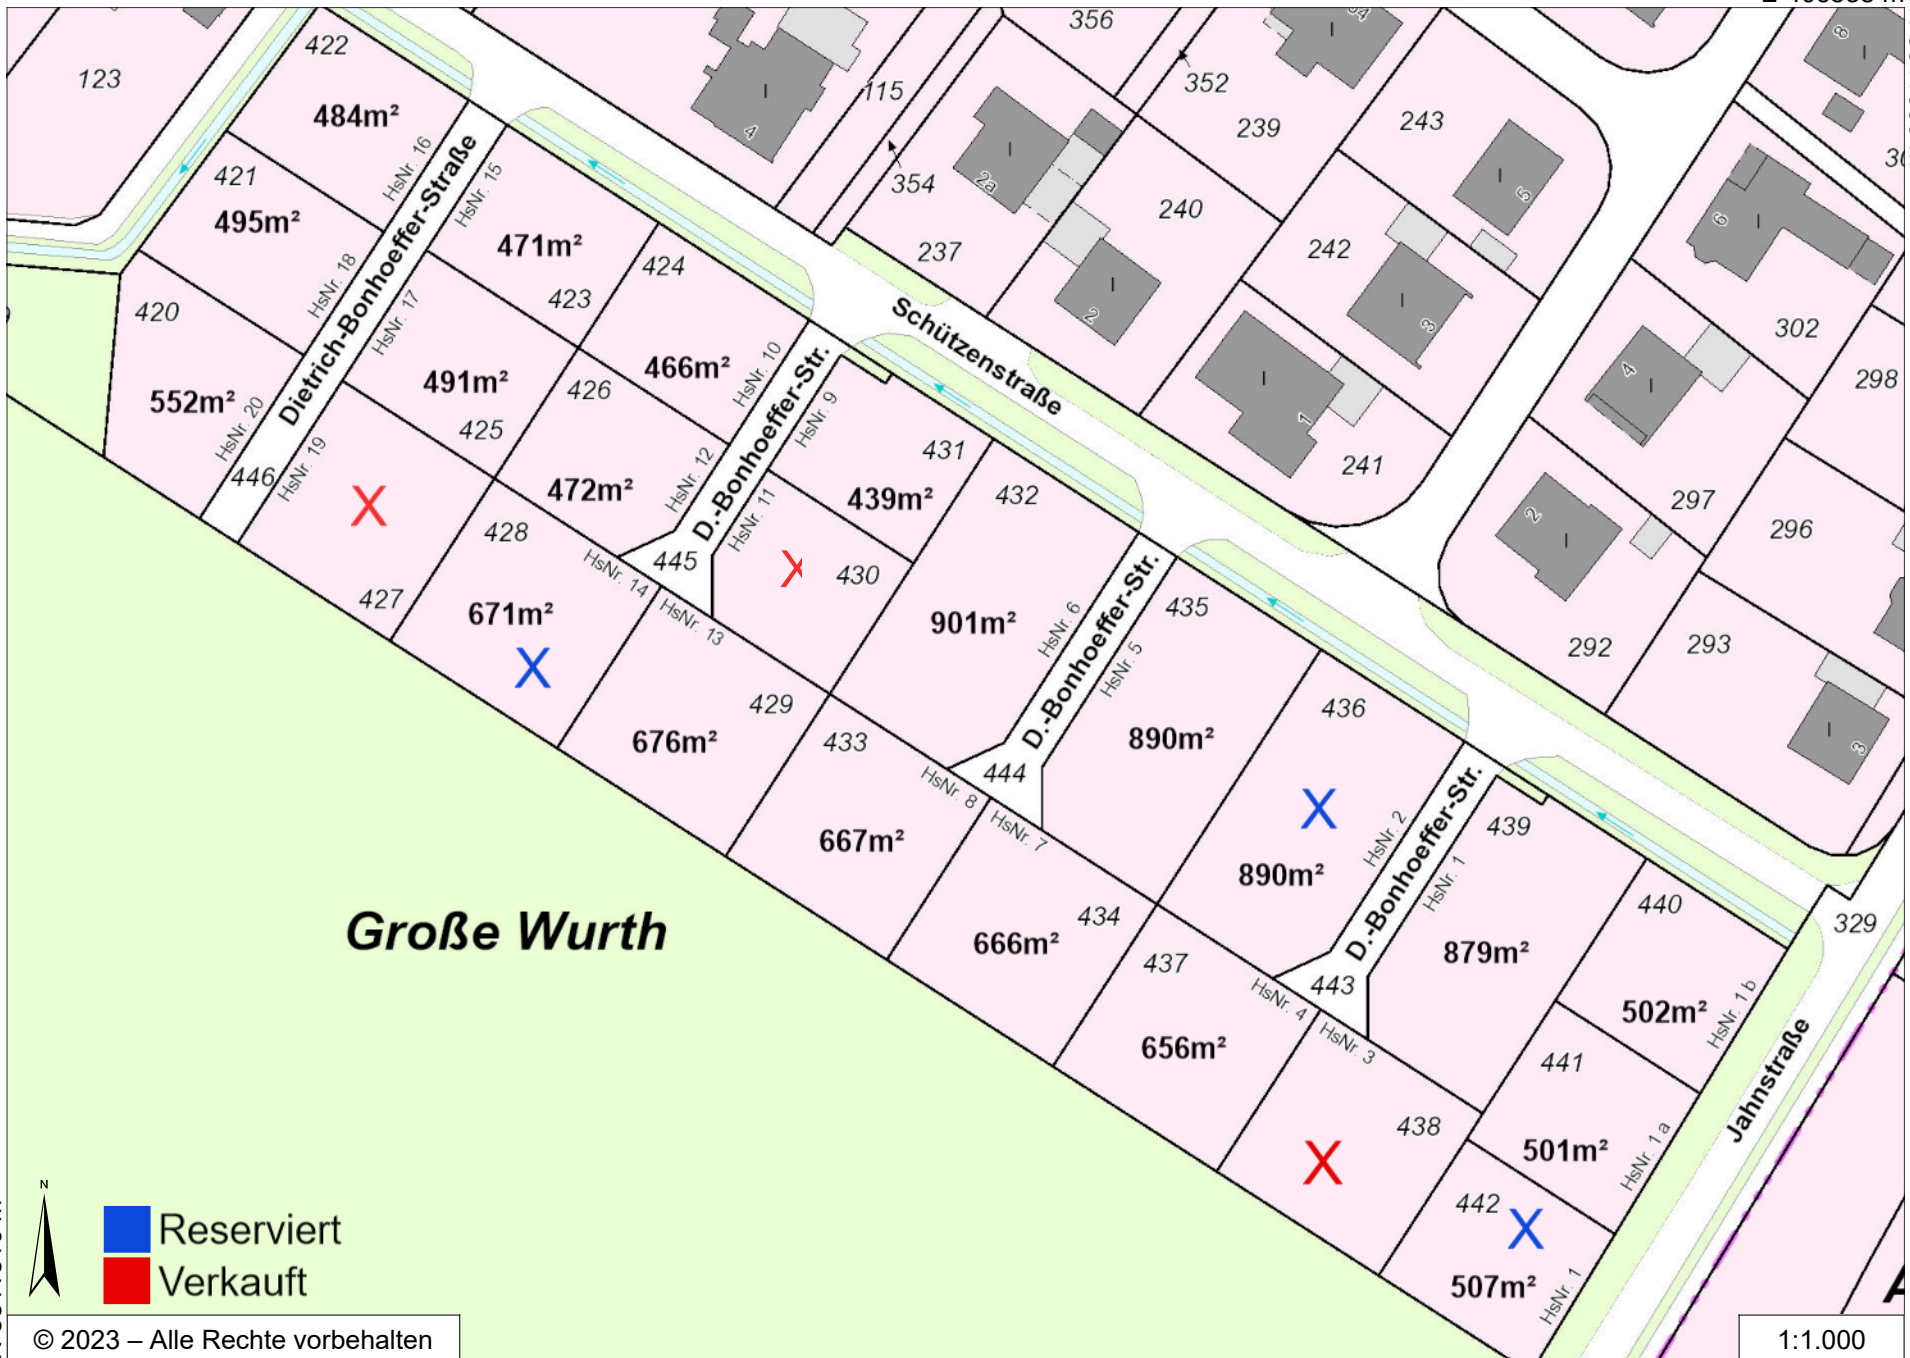 422
123
484m²
HsNr. 16
421
495m²
HsNr. 18
420
552m²
HsNr. 20
446
Dietrich-Bonhoeffer-Straße
HsNr. 15
471m²
423
HsNr. 17
491m²
425
HsNr. 19
X
427
424
466m²
HsNr. 10
426
472m²
HsNr. 12
D.-Bonhoeffer-Str.
445
HsNr. 9
431
439m²
HsNr. 11
X
430
428
671m²
X
HsNr. 14
HsNr. 13
429
676m²
432
901m²
HsNr. 6
D.-Bonhoeffer-Str.
444
HsNr. 5
435
890m²
433
667m²
HsNr. 8
HsNr. 7
434
666m²
436
X
890m²
HsNr. 2
D.-Bonhoeffer-Str.
443
HsNr. 1
439
879m²
437
656m²
HsNr. 4
HsNr. 3
438
X
440
502m²
HsNr. 1 b
441
501m²
HsNr. 1 a
442
X
507m²
HsNr. 1
Schützenstraße
Jahnstraße
329
4
115
354
356
352
2a
237
2
239
240
243
5
242
3
1
241
8
6
302
4
298
297
2
296
292
293
3
Große Wurth
N
Reserviert
Verkauft
© 2023 – Alle Rechte vorbehalten
1:1.000